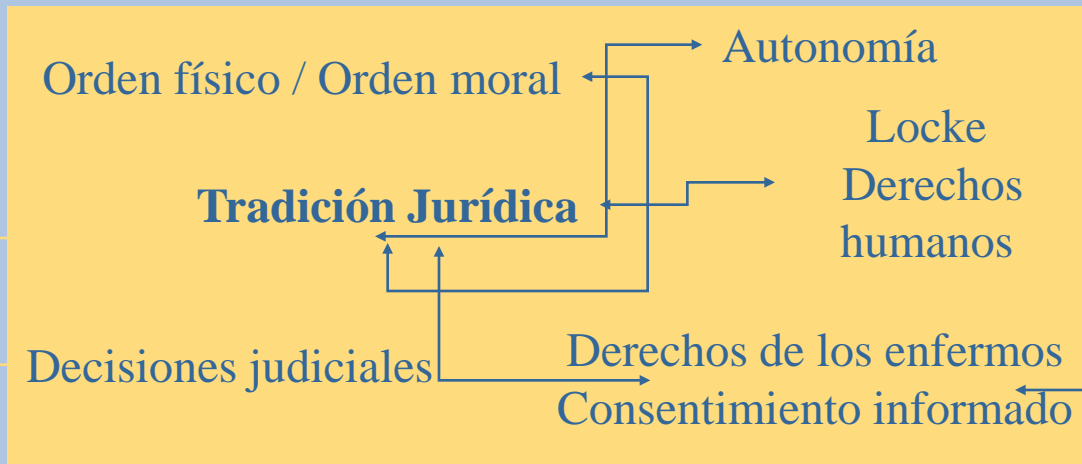 Autonomía
Orden físico / Orden moral
Locke
Derechos
humanos
Tradición Jurídica
Decisiones judiciales
Derechos de los enfermos
Consentimiento informado